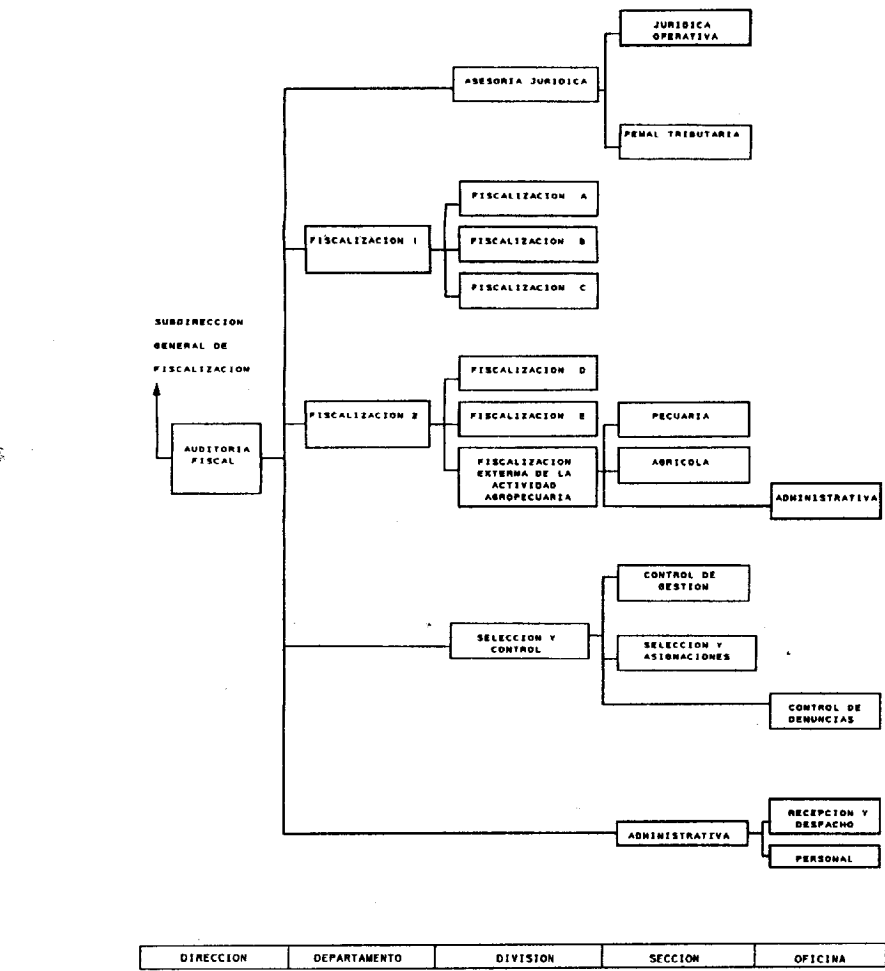 JURIDICA
OPERATIVA
ASESORIA JURIDICA
PENAL TRIBUTARIA
FISCALIZACION A
FISCALIZACION 1
FISCALIZACION B
FISCALIZACION C
SUBDIRECCION
GENERAL DE
FISCALIZACION
FISCALIZACION D
FISCALIZACION 2
FISCALIZACION E
PECUARIA
AUDITORIA
FISCAL
FISCALIZACION
EXTERNA DE LA
ACTIVIDAD
AGROPECUARIA
AGRICOLA
ADMINISTRATIVA
CONTROL DE
GESTION
SELECCION Y
CONTROL
SELECCION Y
ASIGNACIONES
CONTROL DE
DENUNCIAS
RECEPCION Y
DESPACHO
ADMINISTRATIVA
PERSONAL
DIRECCION DEPARTAMENTO DIVISION SECCION OFICINA